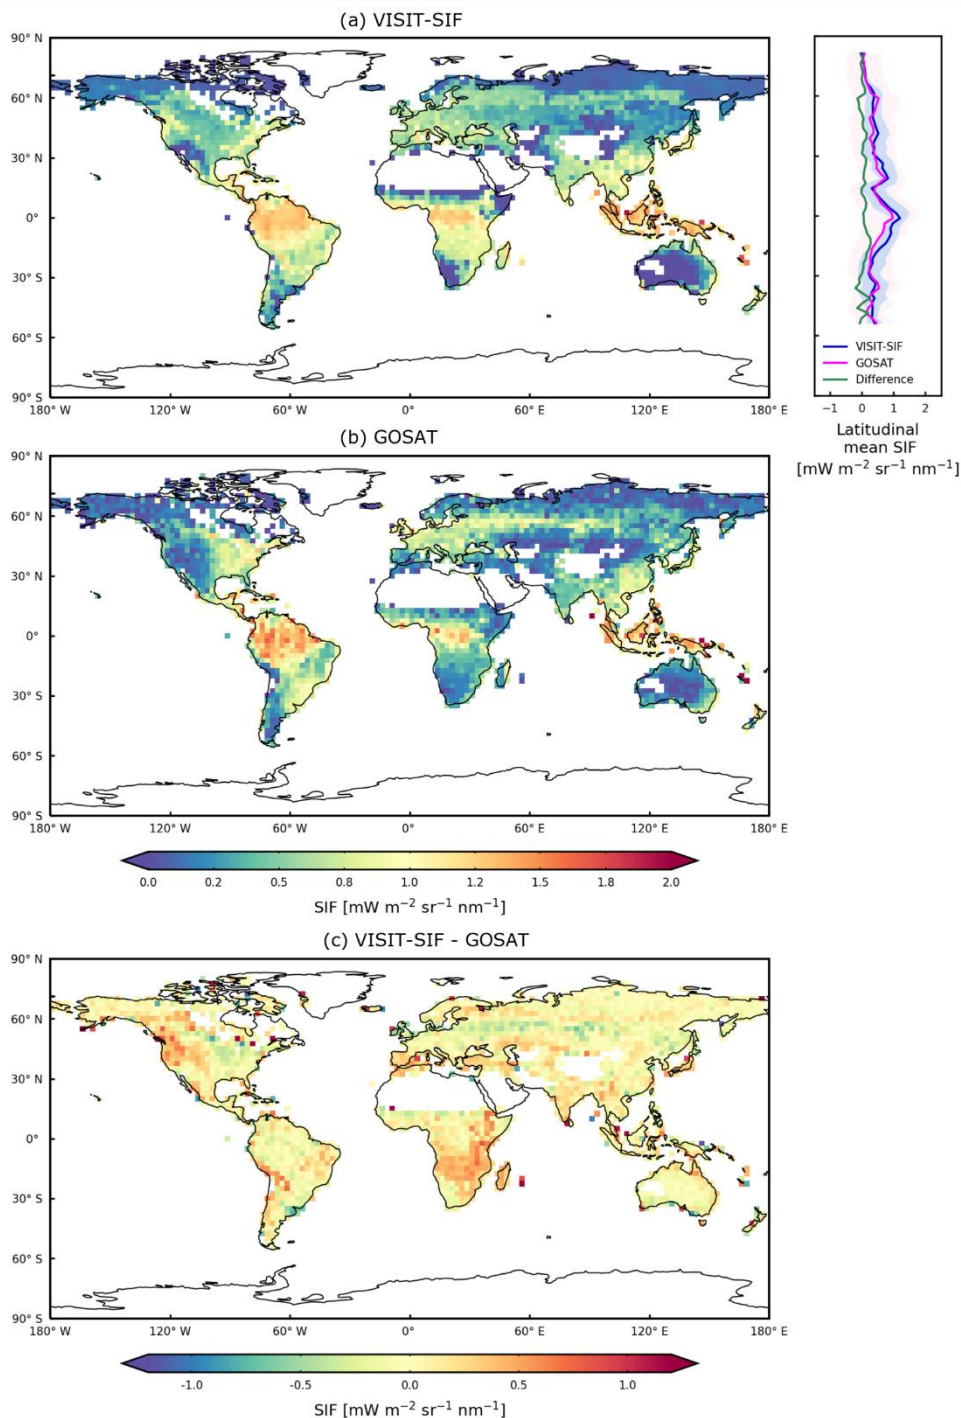 (a) VISIT-SIF
90° N
60° N
30° N
0°
30° S
60° S
90° S
180° W 120° W 60° W 0° 60° E 120° E 180° E
VISIT-SIF
GOSAT
Difference
−1 0 1 2
Latitudinal
mean SIF
[mW m⁻² sr⁻¹ nm⁻¹]
(b) GOSAT
90° N
60° N
30° N
0°
30° S
60° S
90° S
180° W 120° W 60° W 0° 60° E 120° E 180° E
0.0 0.2 0.5 0.8 1.0 1.2 1.5 1.8 2.0
SIF [mW m⁻² sr⁻¹ nm⁻¹]
(c) VISIT-SIF - GOSAT
90° N
60° N
30° N
0°
30° S
60° S
90° S
180° W 120° W 60° W 0° 60° E 120° E 180° E
-1.0 -0.5 0.0 0.5 1.0
SIF [mW m⁻² sr⁻¹ nm⁻¹]